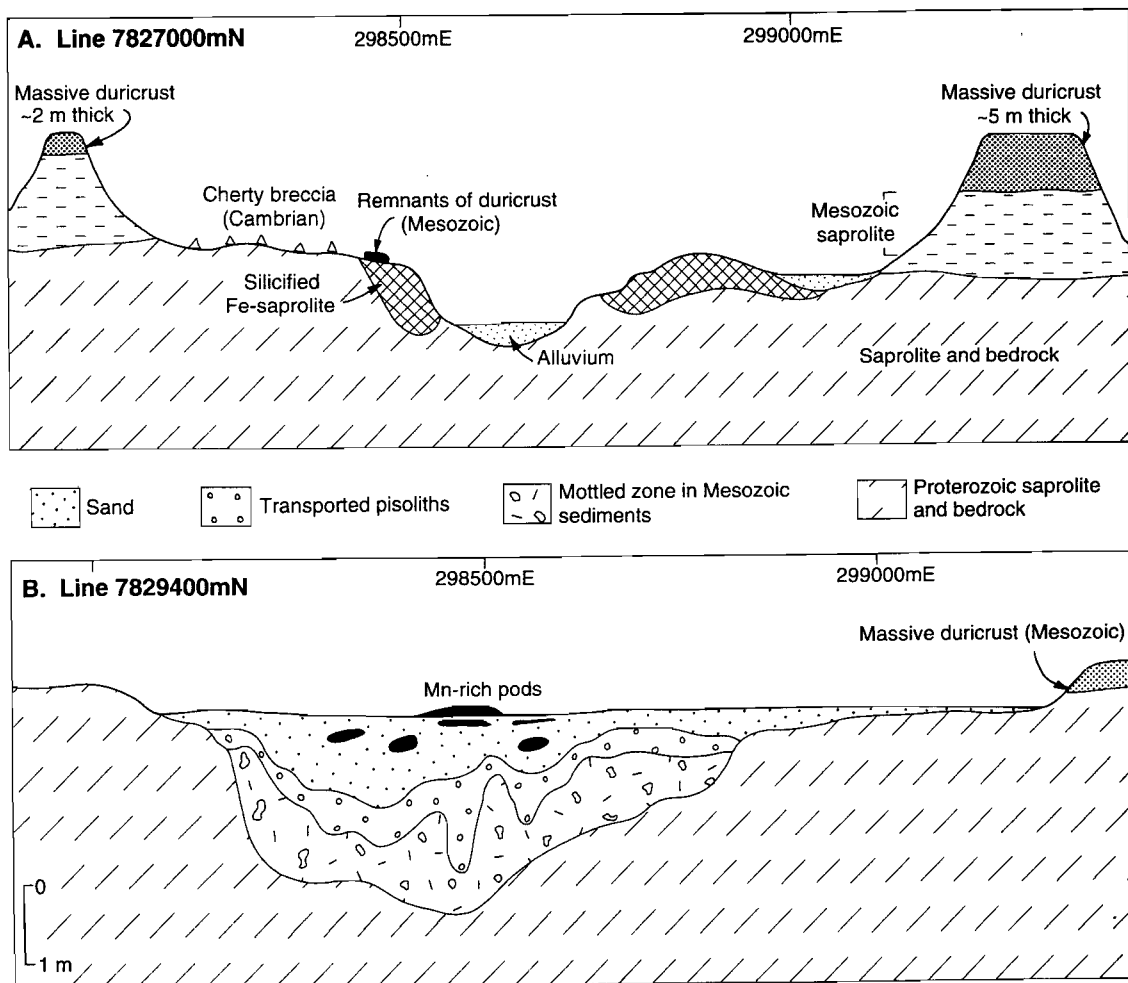 A. Line 7827000mN
298500mE
299000mE
Massive duricrust
~2 m thick
Massive duricrust
~5 m thick
Cherty breccia
(Cambrian)
Remnants of duricrust
(Mesozoic)
Mesozoic
saprolite
Silicified
Fe-saprolite
Alluvium
Saprolite and bedrock
Sand
Transported pisoliths
Mottled zone in Mesozoic
sediments
Proterozoic saprolite
and bedrock
B. Line 7829400mN
298500mE
299000mE
Massive duricrust (Mesozoic)
Mn-rich pods
0
1 m